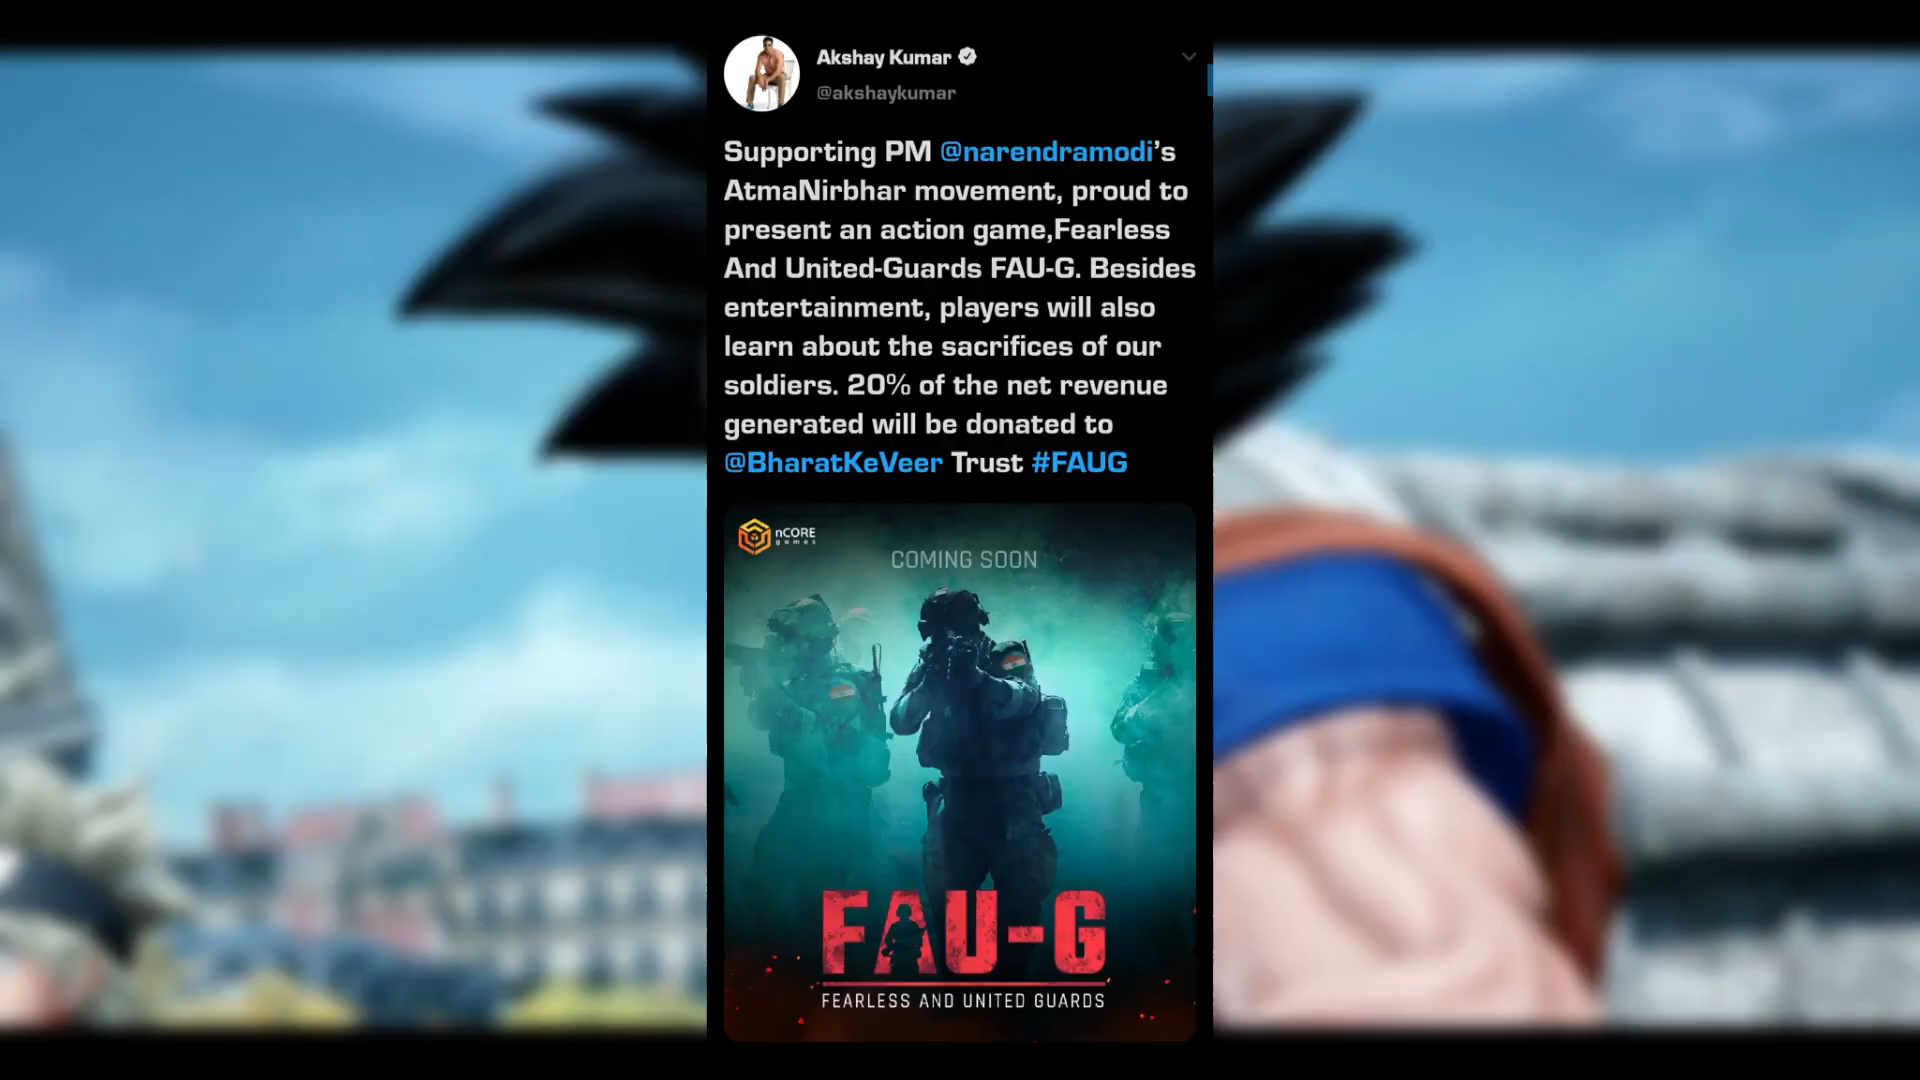 Akshay Kumar
@akshaykumar
Supporting PM @narendramodi’s
AtmaNirbhar movement, proud to
present an action game,Fearless
And United-Guards FAU-G. Besides
entertainment, players will also
learn about the sacrifices of our
soldiers. 20% of the net revenue
generated will be donated to
@BharatKeVeer Trust #FAUG
nCORE
games
COMING SOON
FAU-G
FEARLESS AND UNITED GUARDS